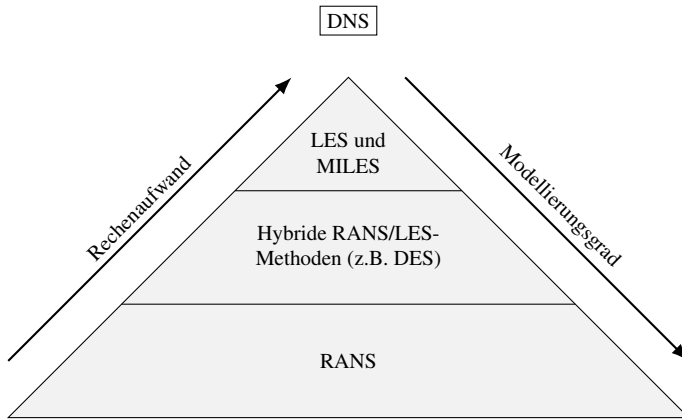 DNS
Rechenaufwand
Modellierungsgrad
LES und
MILES
Hybride RANS/LES-
Methoden (z.B. DES)
RANS